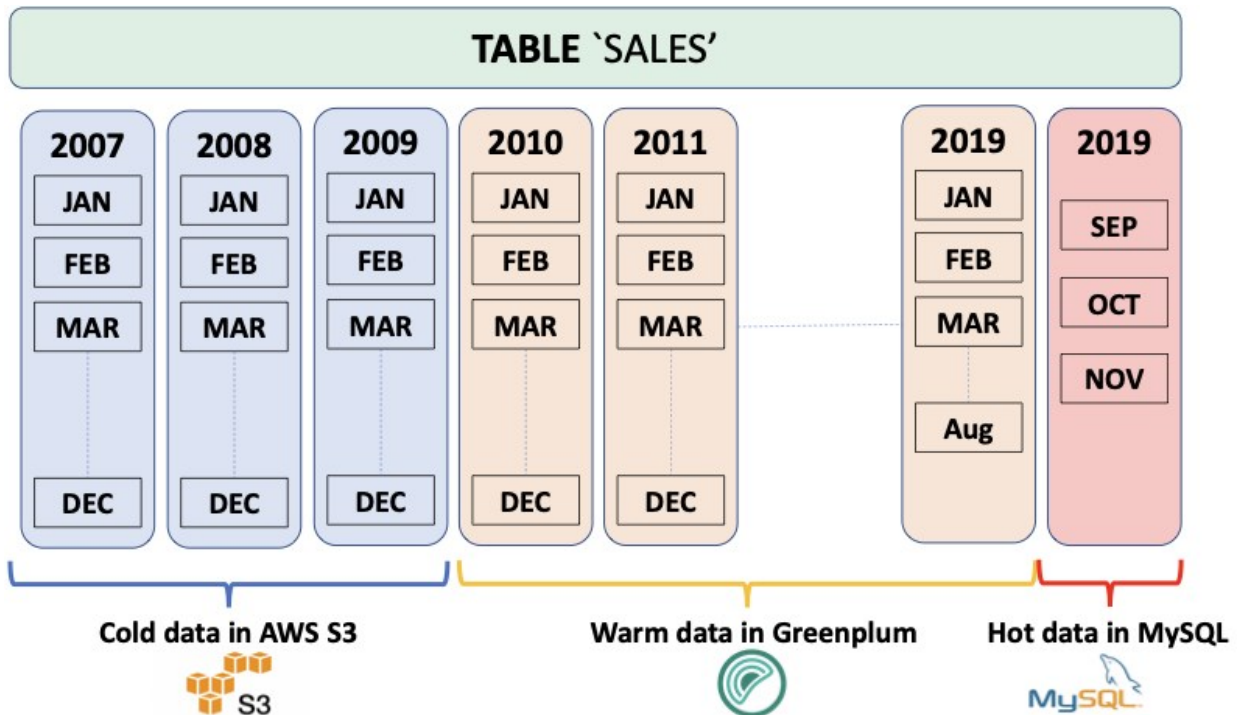 TABLE `SALES’
2007
JAN
FEB
MAR
DEC
2008
JAN
FEB
MAR
DEC
2009
JAN
FEB
MAR
DEC
2010
JAN
FEB
MAR
DEC
2011
JAN
FEB
MAR
DEC
2019
JAN
FEB
MAR
Aug
2019
SEP
OCT
NOV
Cold data in AWS S3
S3
Warm data in Greenplum
Hot data in MySQL
MySQL